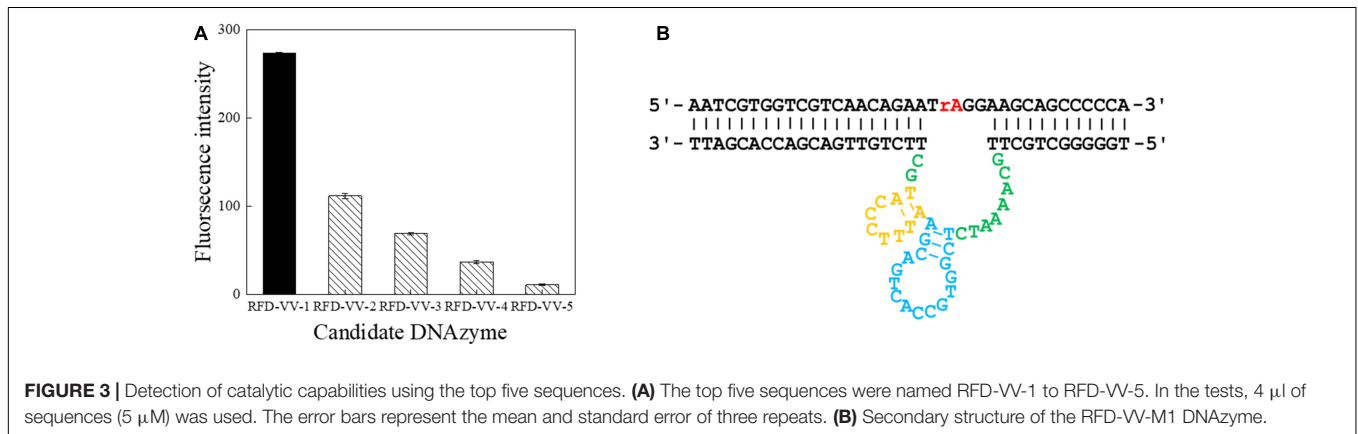 A
300
200
100
0
Fluorescence intensity
RFD-VV-1 RFD-VV-2 RFD-VV-3 RFD-VV-4 RFD-VV-5
Candidate DNAzyme
B
5'-AATCGTGGTCGTCAACAGAATrAGGAAGCAGCCCCCA-3'
3'-TTAGCACCAGCAGTTGTCTT TTCGTCGGGGGT-5'
FIGURE 3 | Detection of catalytic capabilities using the top five sequences. (A) The top five sequences were named RFD-VV-1 to RFD-VV-5. In the tests, 4 μl of
sequences (5 μM) was used. The error bars represent the mean and standard error of three repeats. (B) Secondary structure of the RFD-VV-M1 DNAzyme.